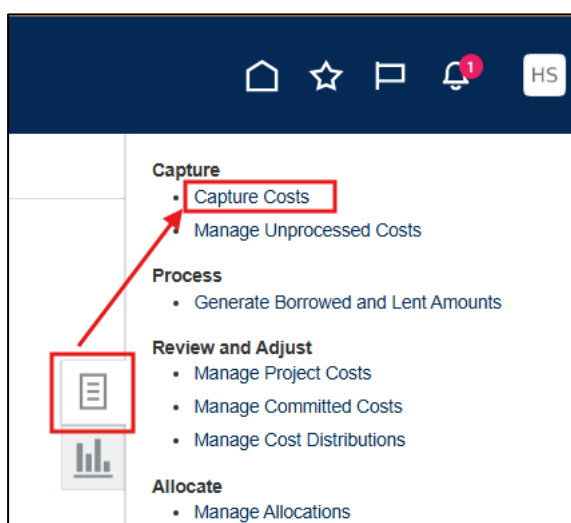 1
HS
Capture
• Capture Costs
• Manage Unprocessed Costs
Process
• Generate Borrowed and Lent Amounts
Review and Adjust
• Manage Project Costs
• Manage Committed Costs
• Manage Cost Distributions
Allocate
• Manage Allocations